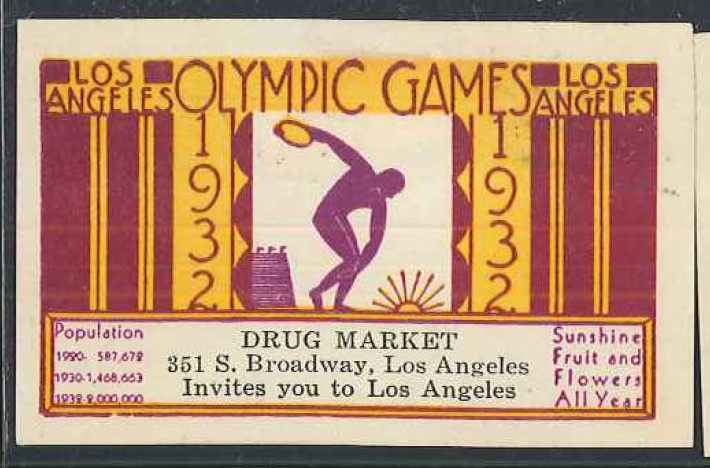 LOS ANGELES
OLYMPIC GAMES
LOS ANGELES
1932
1932
Population
1920- 587,672
1930-1,468,663
1932-2,000,000
DRUG MARKET
351 S. Broadway, Los Angeles
Invites you to Los Angeles
Sunshine
Fruit and
Flowers
All Year